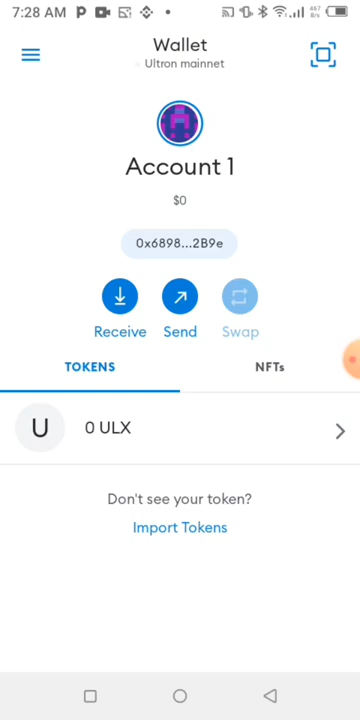 7:28 AM
467
B/s
Wallet
Ultron mainnet
Account 1
$0
0x6898...2B9e
Receive Send Swap
TOKENS NFTs
U 0 ULX
Don't see your token?
Import Tokens